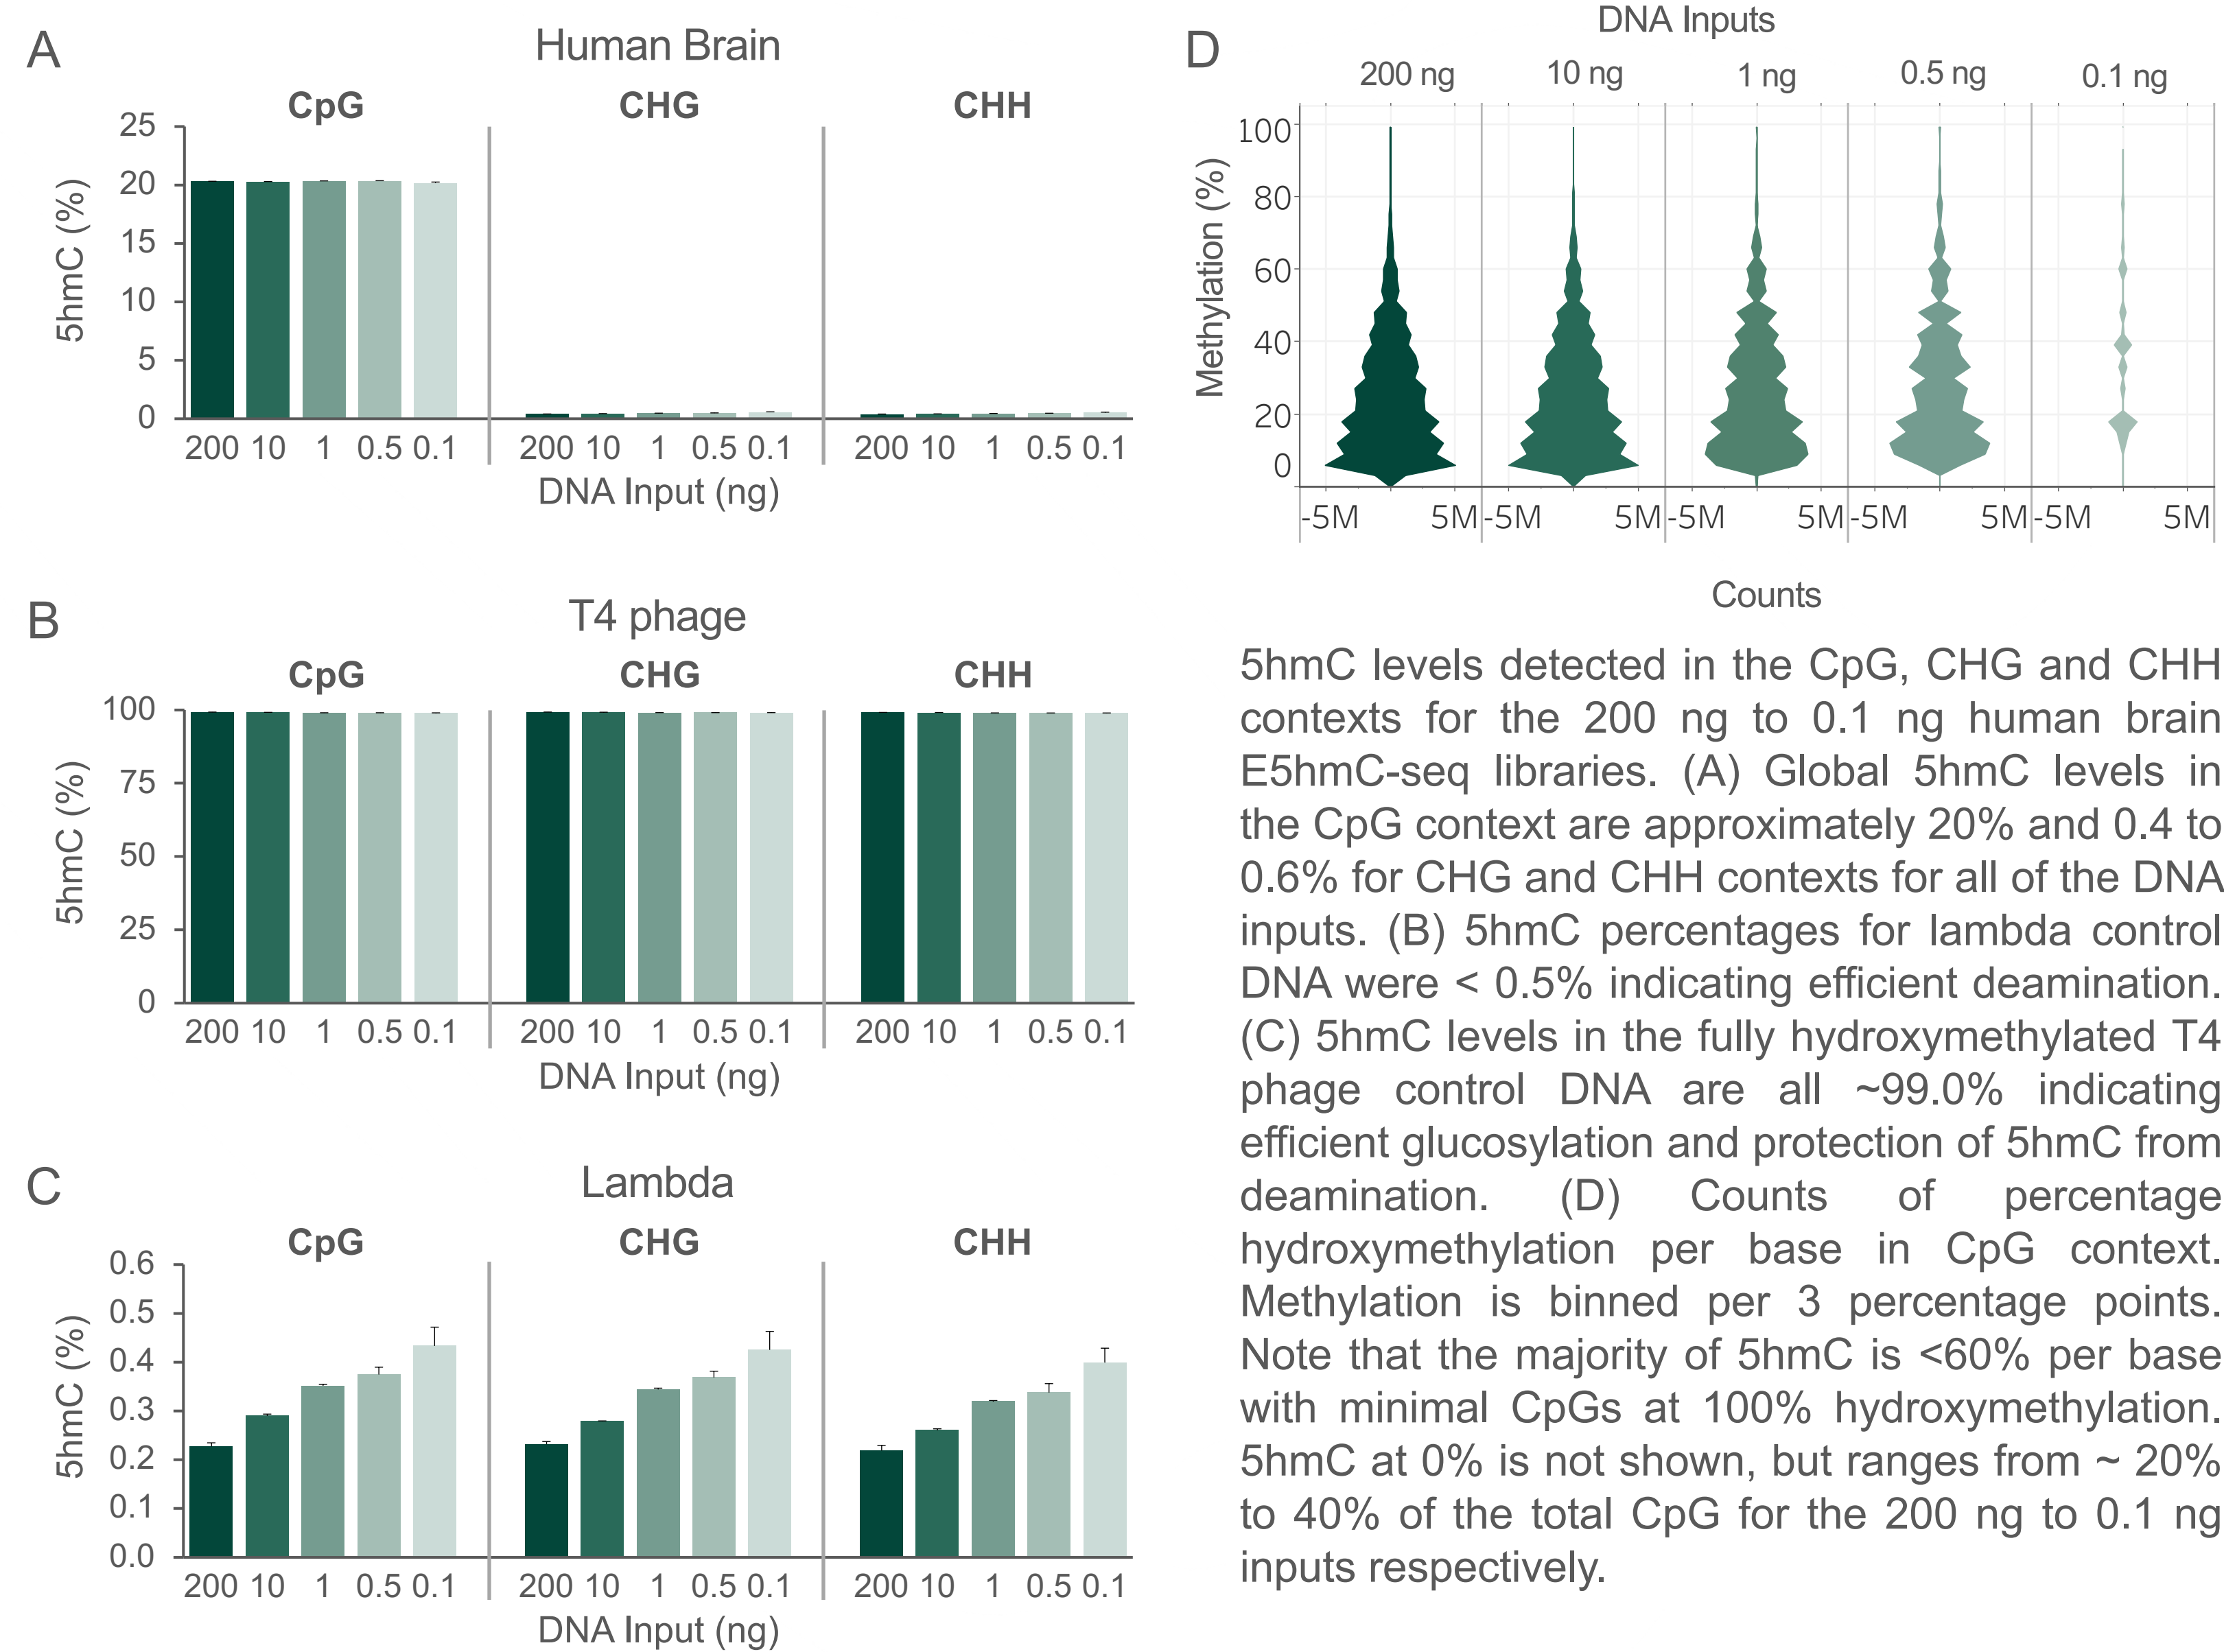 A
Human Brain
CpG
CHG
CHH
25
20
15
10
5
0
5hmC (%)
200 10 1 0.5 0.1
200 10 1 0.5 0.1
200 10 1 0.5 0.1
DNA Input (ng)
B
T4 phage
CpG
CHG
CHH
100
75
50
25
0
5hmC (%)
200 10 1 0.5 0.1
200 10 1 0.5 0.1
200 10 1 0.5 0.1
DNA Input (ng)
C
Lambda
CpG
CHG
CHH
0.6
0.5
0.4
0.3
0.2
0.1
0.0
5hmC (%)
200 10 1 0.5 0.1
200 10 1 0.5 0.1
200 10 1 0.5 0.1
DNA Input (ng)
D
DNA Inputs
200 ng
10 ng
1 ng
0.5 ng
0.1 ng
100
80
60
40
20
0
Methylation (%)
-5M 5M
-5M 5M
-5M 5M
-5M 5M
-5M 5M
Counts
5hmC levels detected in the CpG, CHG and CHH
contexts for the 200 ng to 0.1 ng human brain
E5hmC-seq libraries. (A) Global 5hmC levels in
the CpG context are approximately 20% and 0.4 to
0.6% for CHG and CHH contexts for all of the DNA
inputs. (B) 5hmC percentages for lambda control
DNA were < 0.5% indicating efficient deamination.
(C) 5hmC levels in the fully hydroxymethylated T4
phage control DNA are all ~99.0% indicating
efficient glucosylation and protection of 5hmC from
deamination. (D) Counts of percentage
hydroxymethylation per base in CpG context.
Methylation is binned per 3 percentage points.
Note that the majority of 5hmC is <60% per base
with minimal CpGs at 100% hydroxymethylation.
5hmC at 0% is not shown, but ranges from ~ 20%
to 40% of the total CpG for the 200 ng to 0.1 ng
inputs respectively.